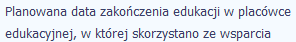 Planowana data zakończenia edukacji w placówce
edukacyjnej, w której skorzystano ze wsparcia